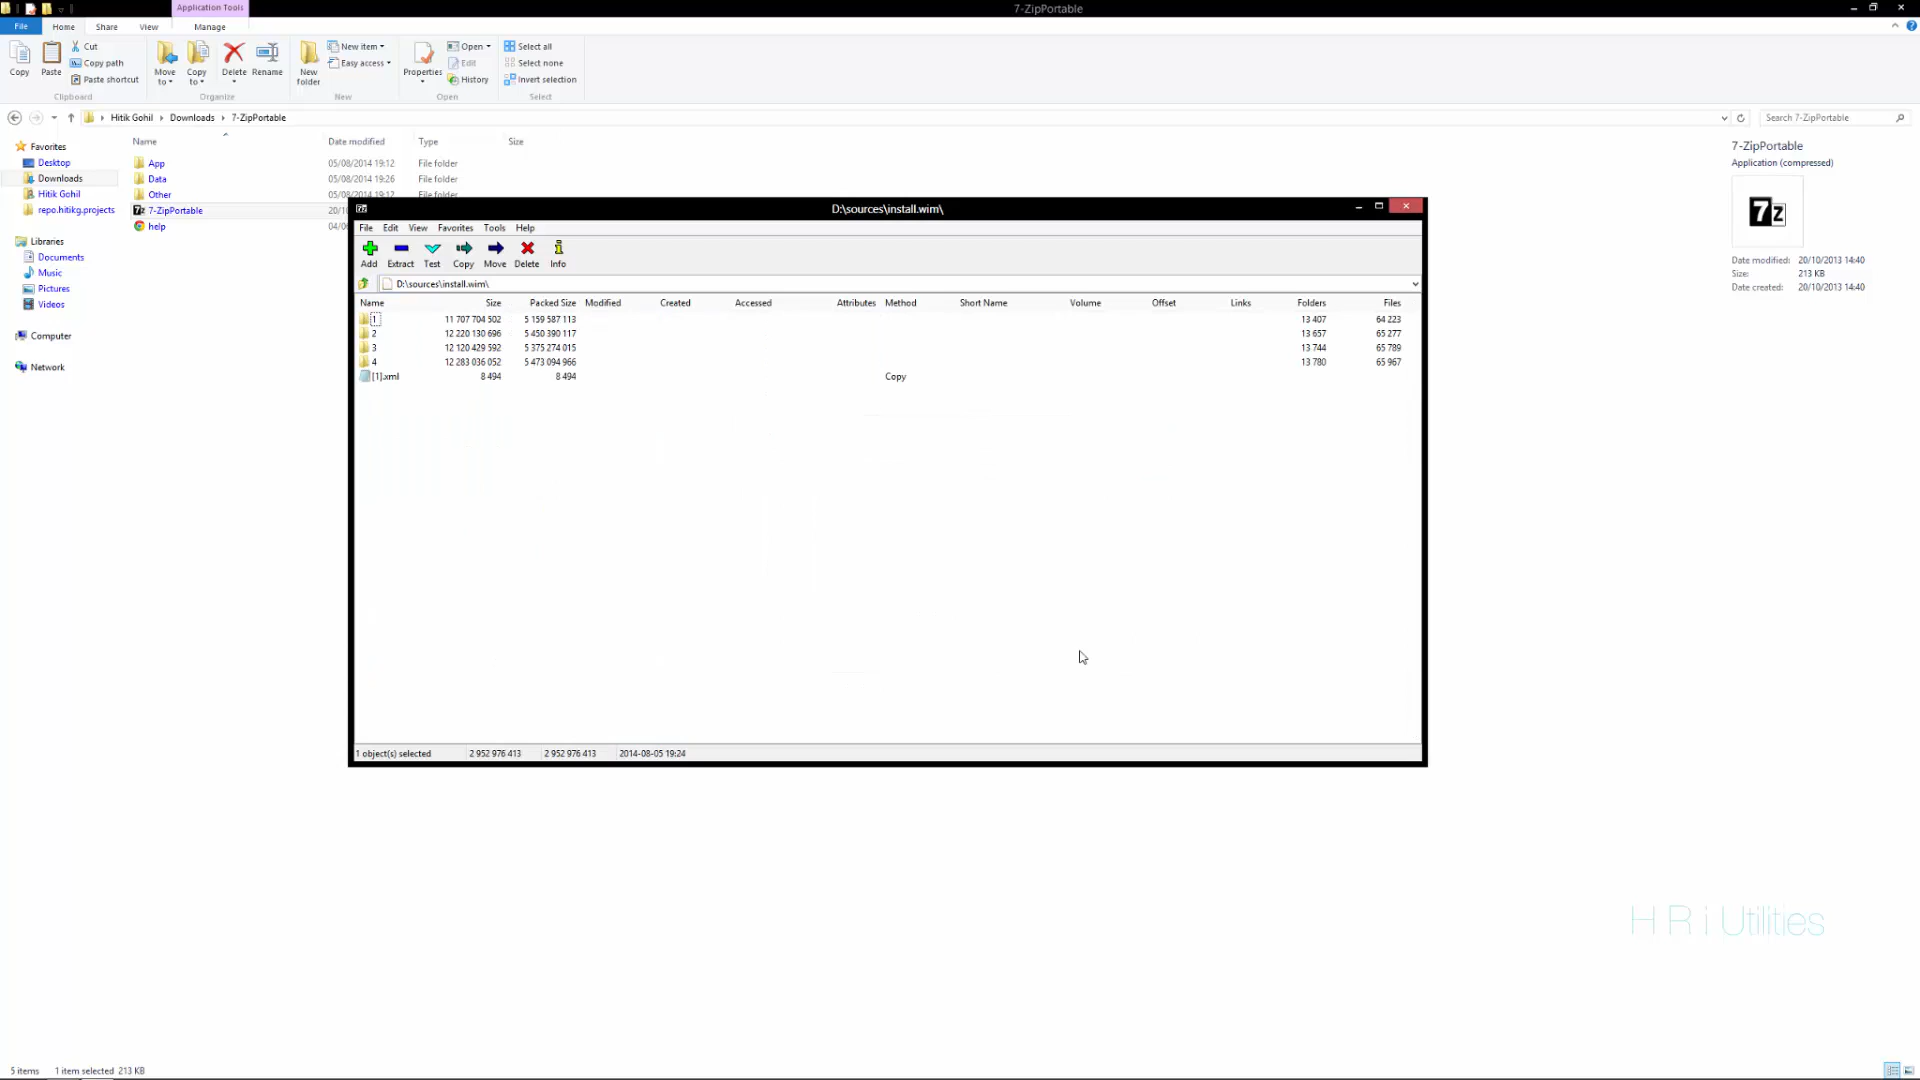 Application Tools
7-ZipPortable
File Home Share View Manage
Copy
Paste
Cut
Copy path
Paste shortcut
Move to
Copy to
Delete
Rename
New folder
New item
Easy access
Properties
Open
Edit
History
Select all
Select none
Invert selection
Clipboard Organize New Open Select
Hitik Gohil Downloads 7-ZipPortable
Search 7-ZipPortable
Name Date modified Type Size
Favorites
Desktop
Downloads
Hitik Gohil
repo.hitikg.projects
Libraries
Documents
Music
Pictures
Videos
Computer
Network
App 05/08/2014 19:12 File folder
Data 05/08/2014 19:26 File folder
Other 05/08/2014 19:12 File folder
7-ZipPortable 20/10
help 04/0
7-ZipPortable
Application (compressed)
7z
Date modified: 20/10/2013 14:40
Size: 213 KB
Date created: 20/10/2013 14:40
D:\sources\install.wim\
File Edit View Favorites Tools Help
Add Extract Test Copy Move Delete Info
D:\sources\install.wim\
Name Size Packed Size Modified Created Accessed Attributes Method Short Name Volume Offset Links Folders Files
1 11 707 704 502 5 159 587 113 13 407 64 223
2 12 220 130 696 5 450 390 117 13 657 65 277
3 12 120 429 592 5 375 274 015 13 744 65 789
4 12 283 036 052 5 473 094 966 13 780 65 967
[1].xml 8 494 8 494 Copy
1 object(s) selected 2 952 976 413 2 952 976 413 2014-08-05 19:24
H R i Utilities
5 items 1 item selected 213 KB